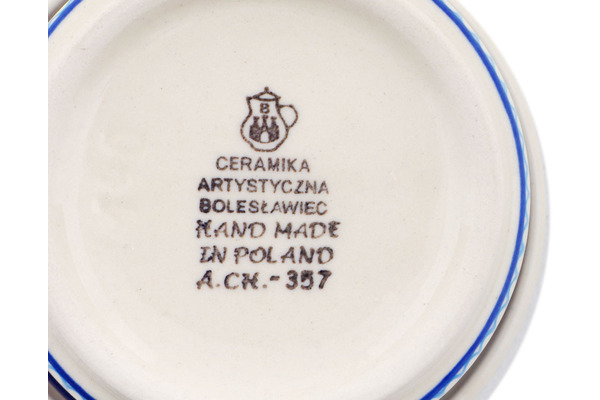 B
CERAMIKA
ARTYSTYCZNA
BOLESŁAWIEC
HAND MADE
IN POLAND
A.CH.-357